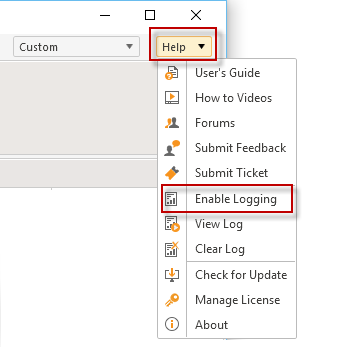 Custom
Help
User's Guide
How to Videos
Forums
Submit Feedback
Submit Ticket
Enable Logging
View Log
Clear Log
Check for Update
Manage License
About